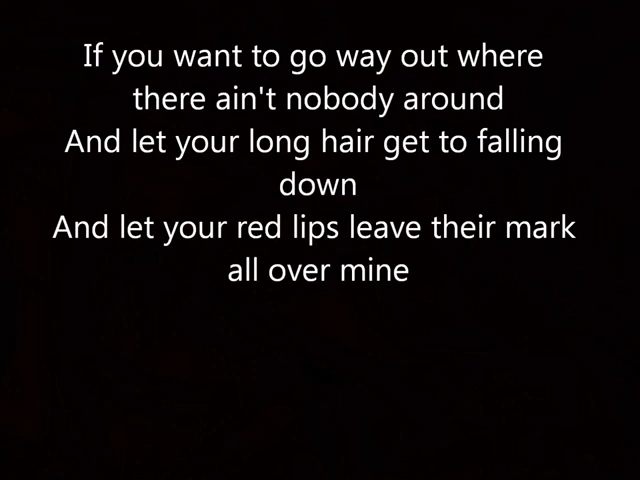 If you want to go way out where
there ain't nobody around
And let your long hair get to falling
down
And let your red lips leave their mark
all over mine